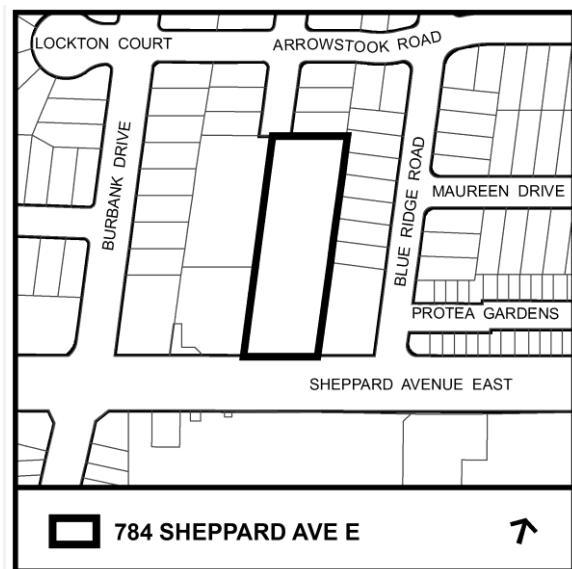 LOCKTON COURT
ARROWSTOOK ROAD
BURBANK DRIVE
BLUE RIDGE ROAD
MAUREEN DRIVE
PROTEA GARDENS
SHEPPARD AVENUE EAST
784 SHEPPARD AVE E